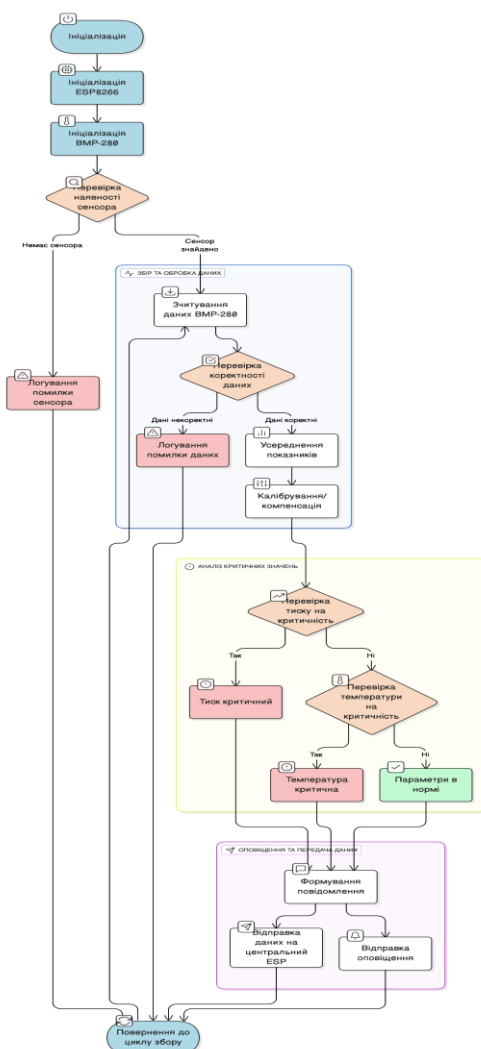 Ініціалізація
Ініціалізація
ESP8266
Ініціалізація
BMP-280
Перевірка
наявності
сенсора
Немає сенсора
Сенсор
знайдено
ЗБІР ТА ОБРОБКА ДАНИХ
Зчитування
даних BMP-280
Перевірка
коректності
даних
Логування
помилки
сенсора
Дані некоректні
Дані коректні
Логування
помилки даних
Усереднення
показників
Калібрування/
компенсація
АНАЛІЗ КРИТИЧНИХ ЗНАЧЕНЬ
Перевірка
тиску на
критичність
Так
Ні
Тиск критичний
Перевірка
температури
на
критичність
Так
Ні
Температура
критична
Параметри в
нормі
ОПОВІЩЕННЯ ТА ПЕРЕДАЧА ДАНИХ
Формування
повідомлення
Відправка
даних на
центральний
ESP
Відправка
оповіщення
Повернення до
циклу збору